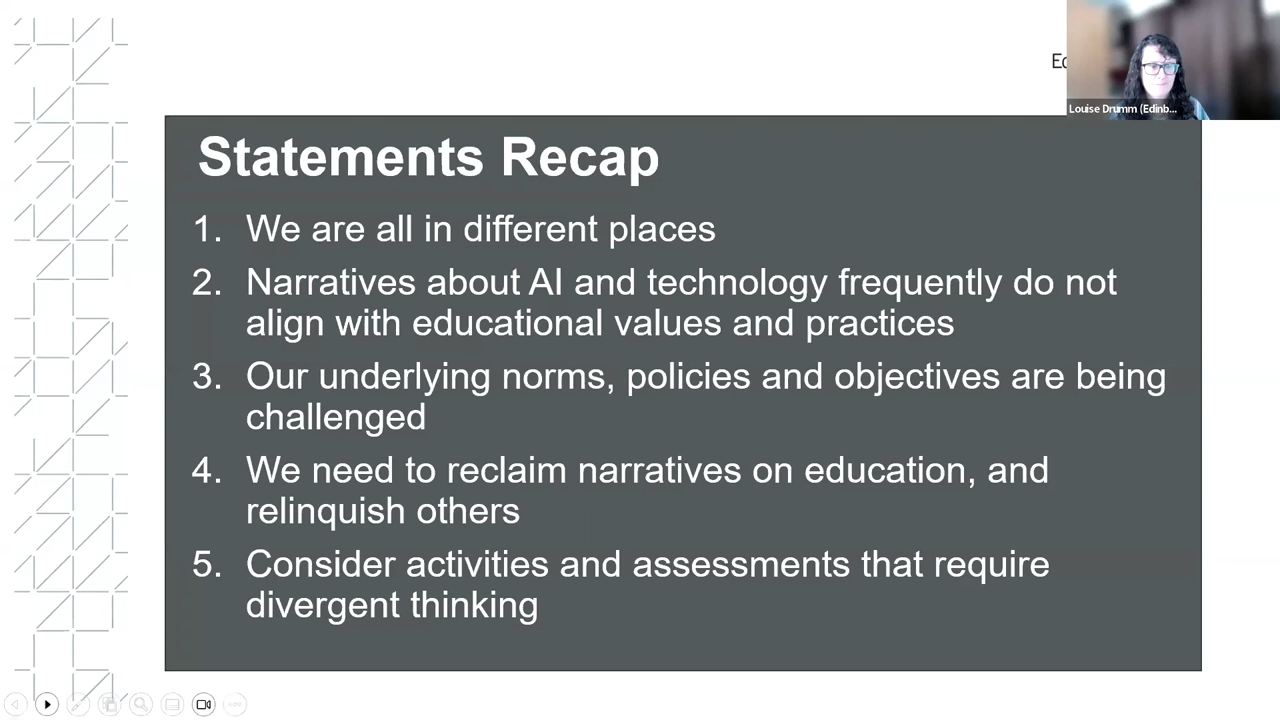 Ed
Louise Drumm (Edinb...
Statements Recap
1. We are all in different places
2. Narratives about AI and technology frequently do not
align with educational values and practices
3. Our underlying norms, policies and objectives are being
challenged
4. We need to reclaim narratives on education, and
relinquish others
5. Consider activities and assessments that require
divergent thinking